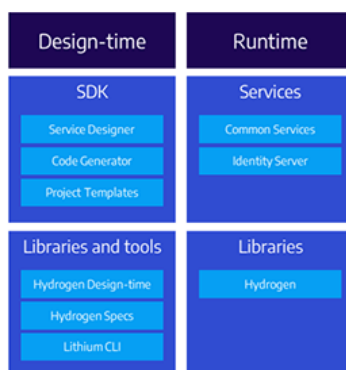 Design-time
Runtime
SDK
Service Designer
Code Generator
Project Templates
Services
Common Services
Identity Server
Libraries and tools
Hydrogen Design-time
Hydrogen Specs
Lithium CLI
Libraries
Hydrogen